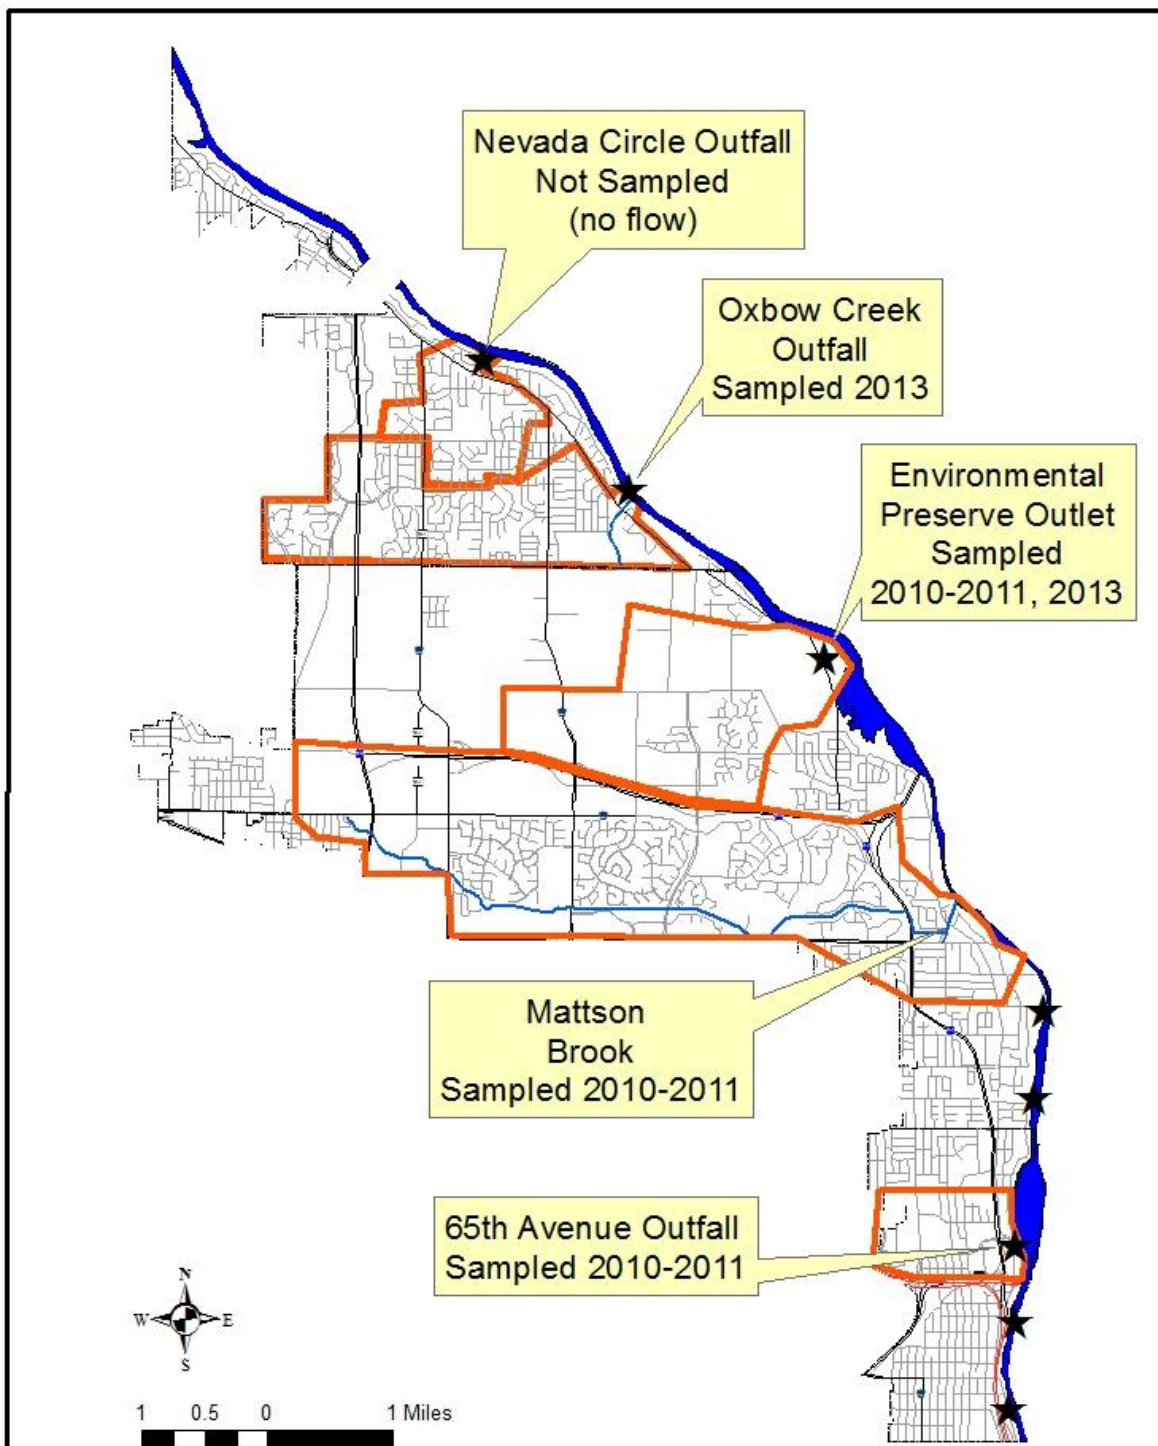 Nevada Circle Outfall
Not Sampled
(no flow)
Oxbow Creek
Outfall
Sampled 2013
Environmental
Preserve Outlet
Sampled
2010-2011, 2013
Mattson
Brook
Sampled 2010-2011
65th Avenue Outfall
Sampled 2010-2011
N
W E
S
1 0.5 0 1 Miles